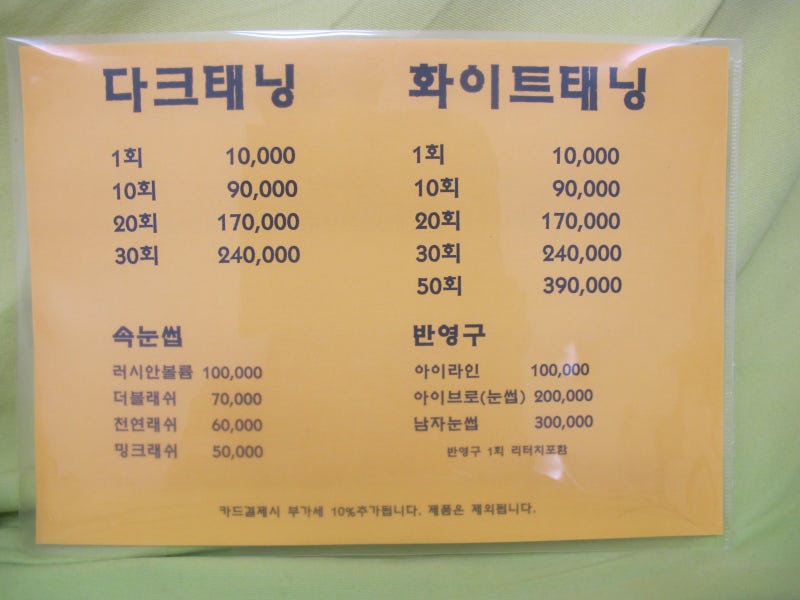 다크태닝
1회 10,000
10회 90,000
20회 170,000
30회 240,000
화이트태닝
1회 10,000
10회 90,000
20회 170,000
30회 240,000
50회 390,000
속눈썹
러시안볼륨 100,000
더블래쉬 70,000
천연래쉬 60,000
밍크래쉬 50,000
반영구
아이라인 100,000
아이브로(눈썹) 200,000
남자눈썹 300,000
반영구 1회 리터치포함
카드결제시 부가세 10%추가됩니다. 제품은 제외됩니다.